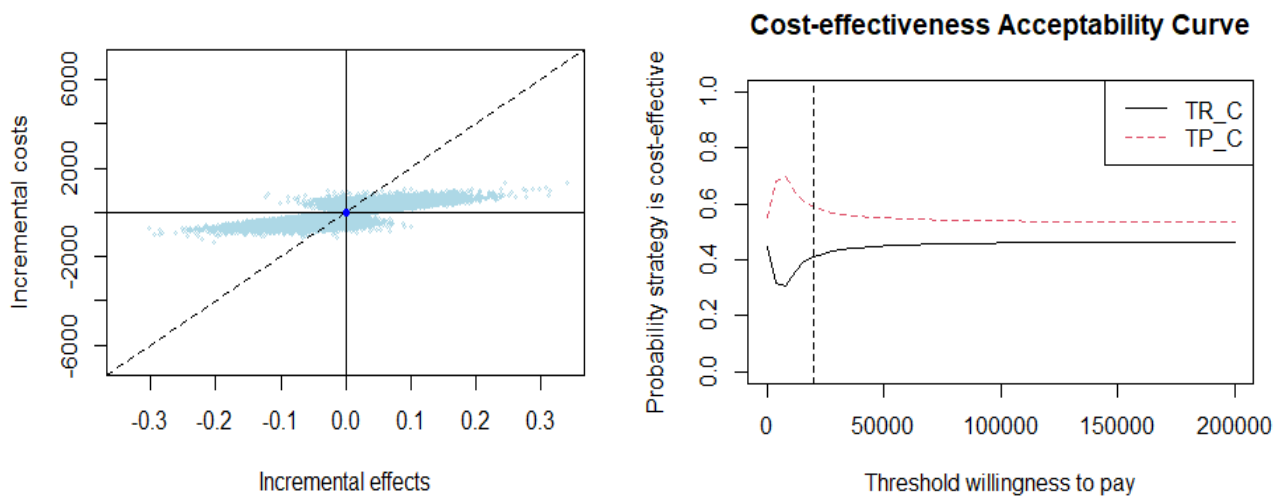 Incremental costs
6000
2000
-2000
-6000
-0.3 -0.2 -0.1 0.0 0.1 0.2 0.3
Incremental effects
Cost-effectiveness Acceptability Curve
Probability strategy is cost-effective
1.0
0.8
0.6
0.4
0.2
0.0
TR_C
TP_C
0 50000 100000 150000 200000
Threshold willingness to pay